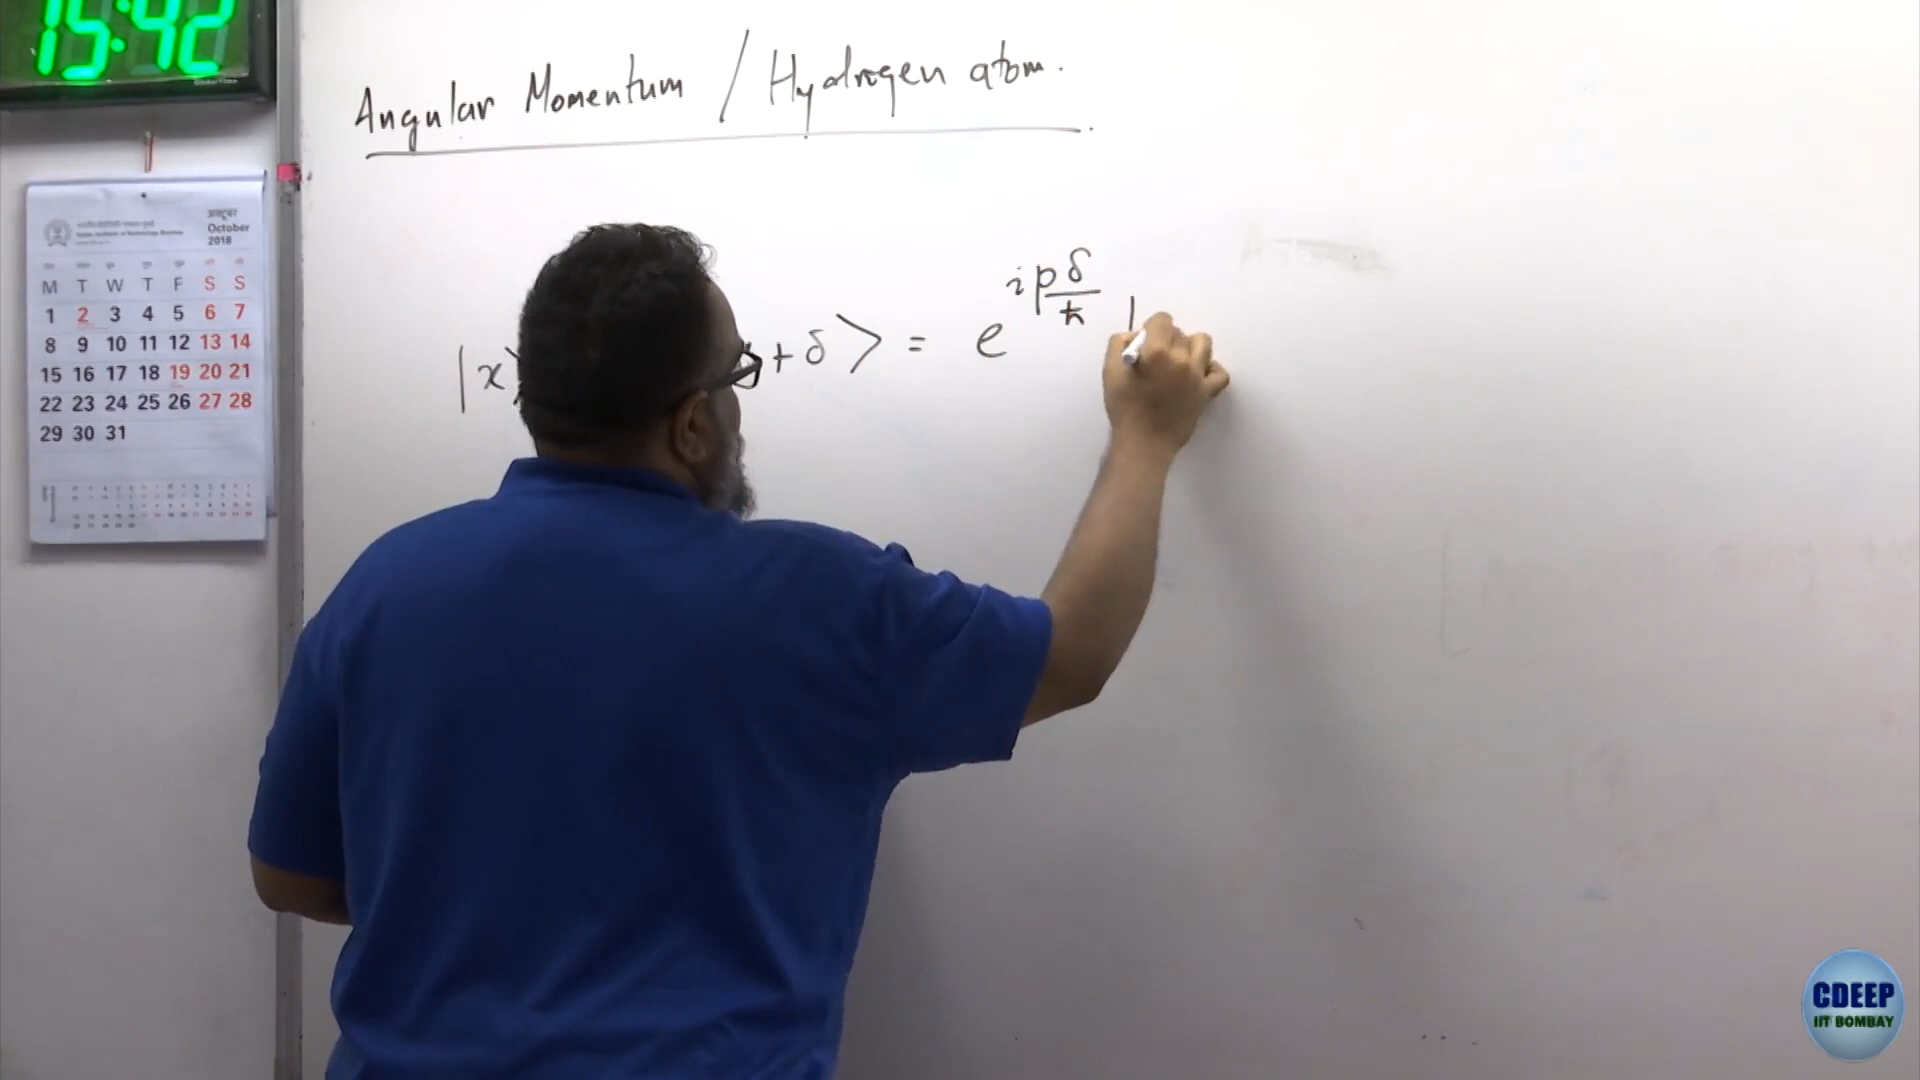 15:42
Angular Momentum / Hydrogen atom.
|x
+ δ⟩ = e^{ipδ/ħ} |
अक्टूबर
October
2018
M T W T F S S
1 2 3 4 5 6 7
8 9 10 11 12 13 14
15 16 17 18 19 20 21
22 23 24 25 26 27 28
29 30 31
CDEEP
IIT BOMBAY